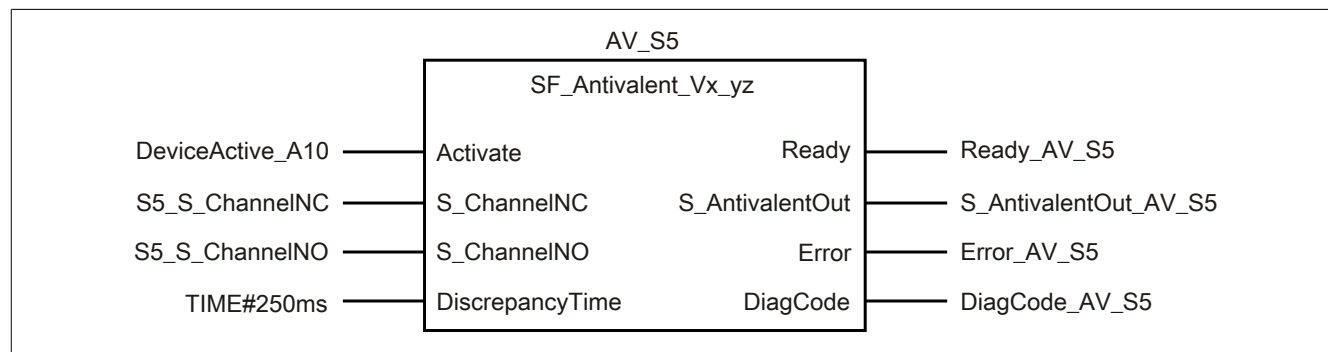 AV_S5
SF_Antivalent_Vx_yz
DeviceActive_A10 Activate Ready Ready_AV_S5
S5_S_ChannelNC S_ChannelNC S_AntivalentOut S_AntivalentOut_AV_S5
S5_S_ChannelNO S_ChannelNO Error Error_AV_S5
TIME#250ms DiscrepancyTime DiagCode DiagCode_AV_S5